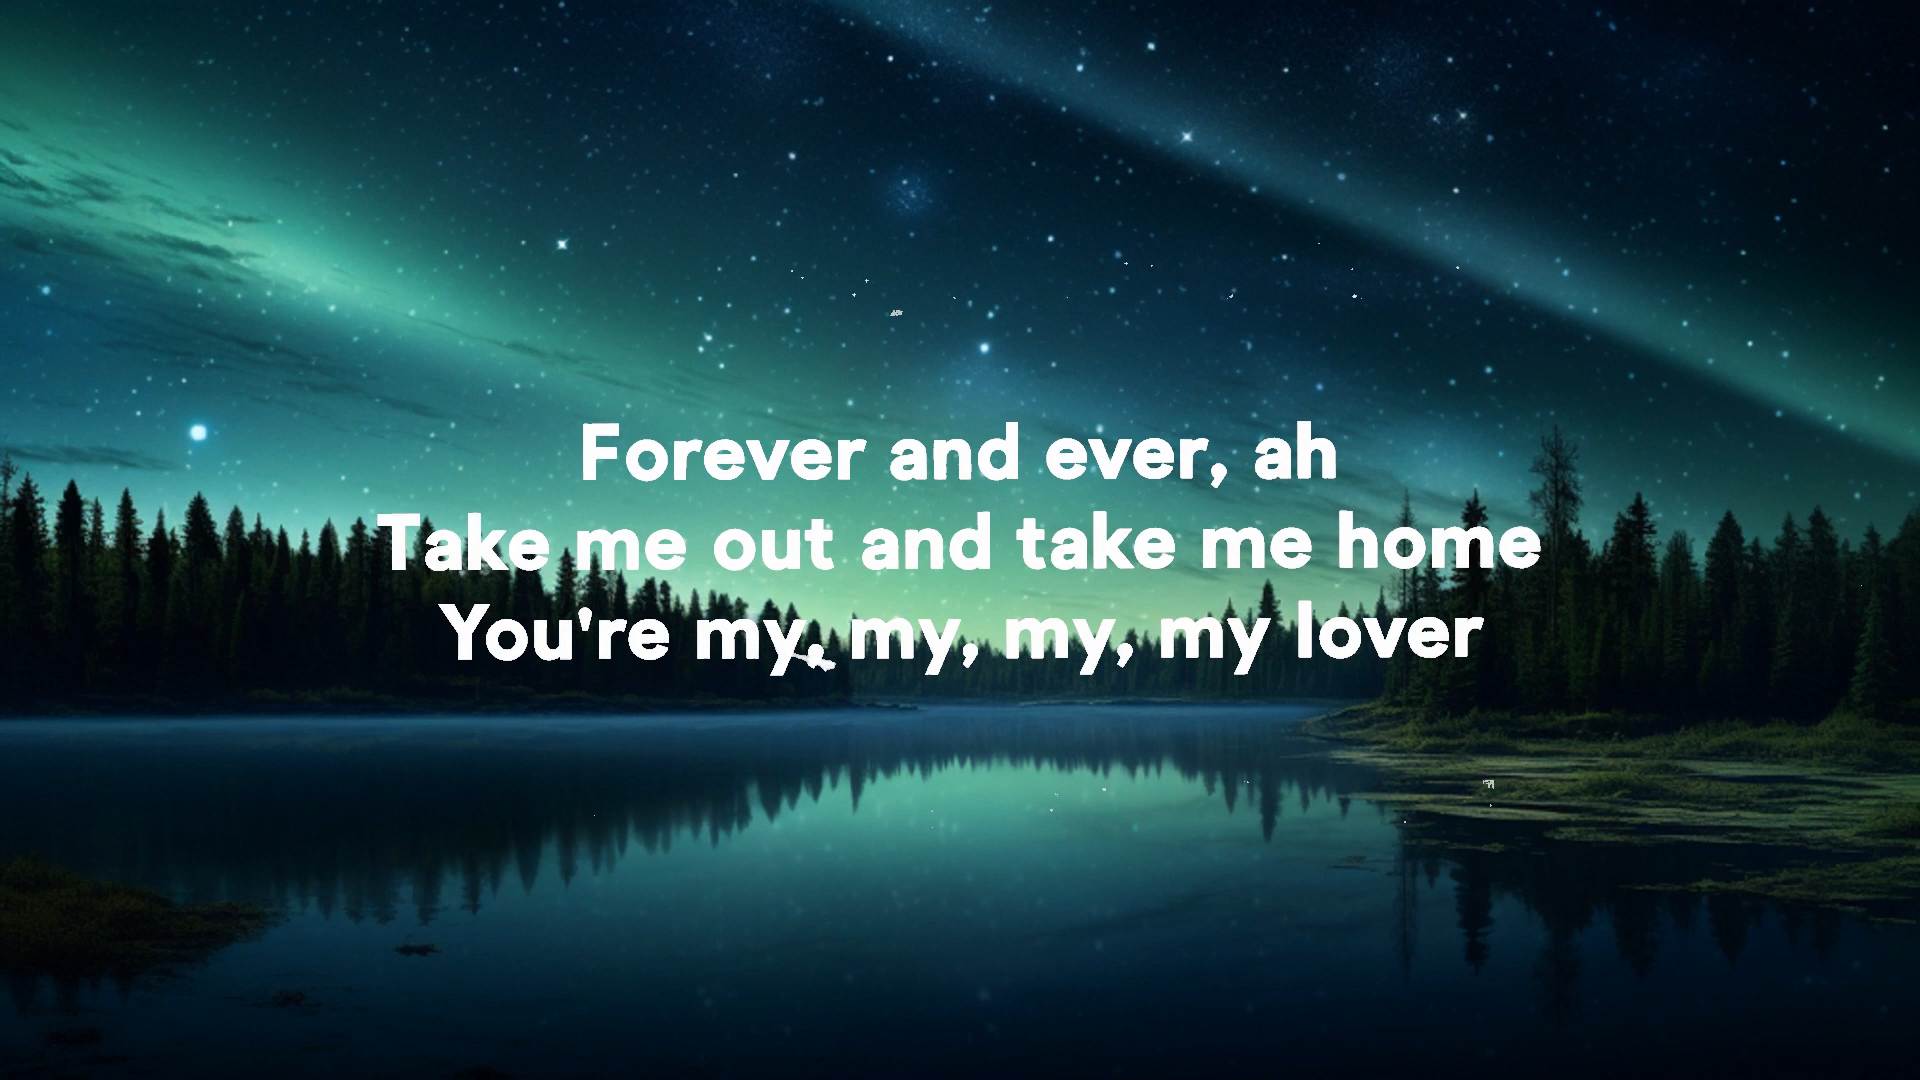 Forever and ever, ah
Take me out and take me home
You're my, my, my, my lover